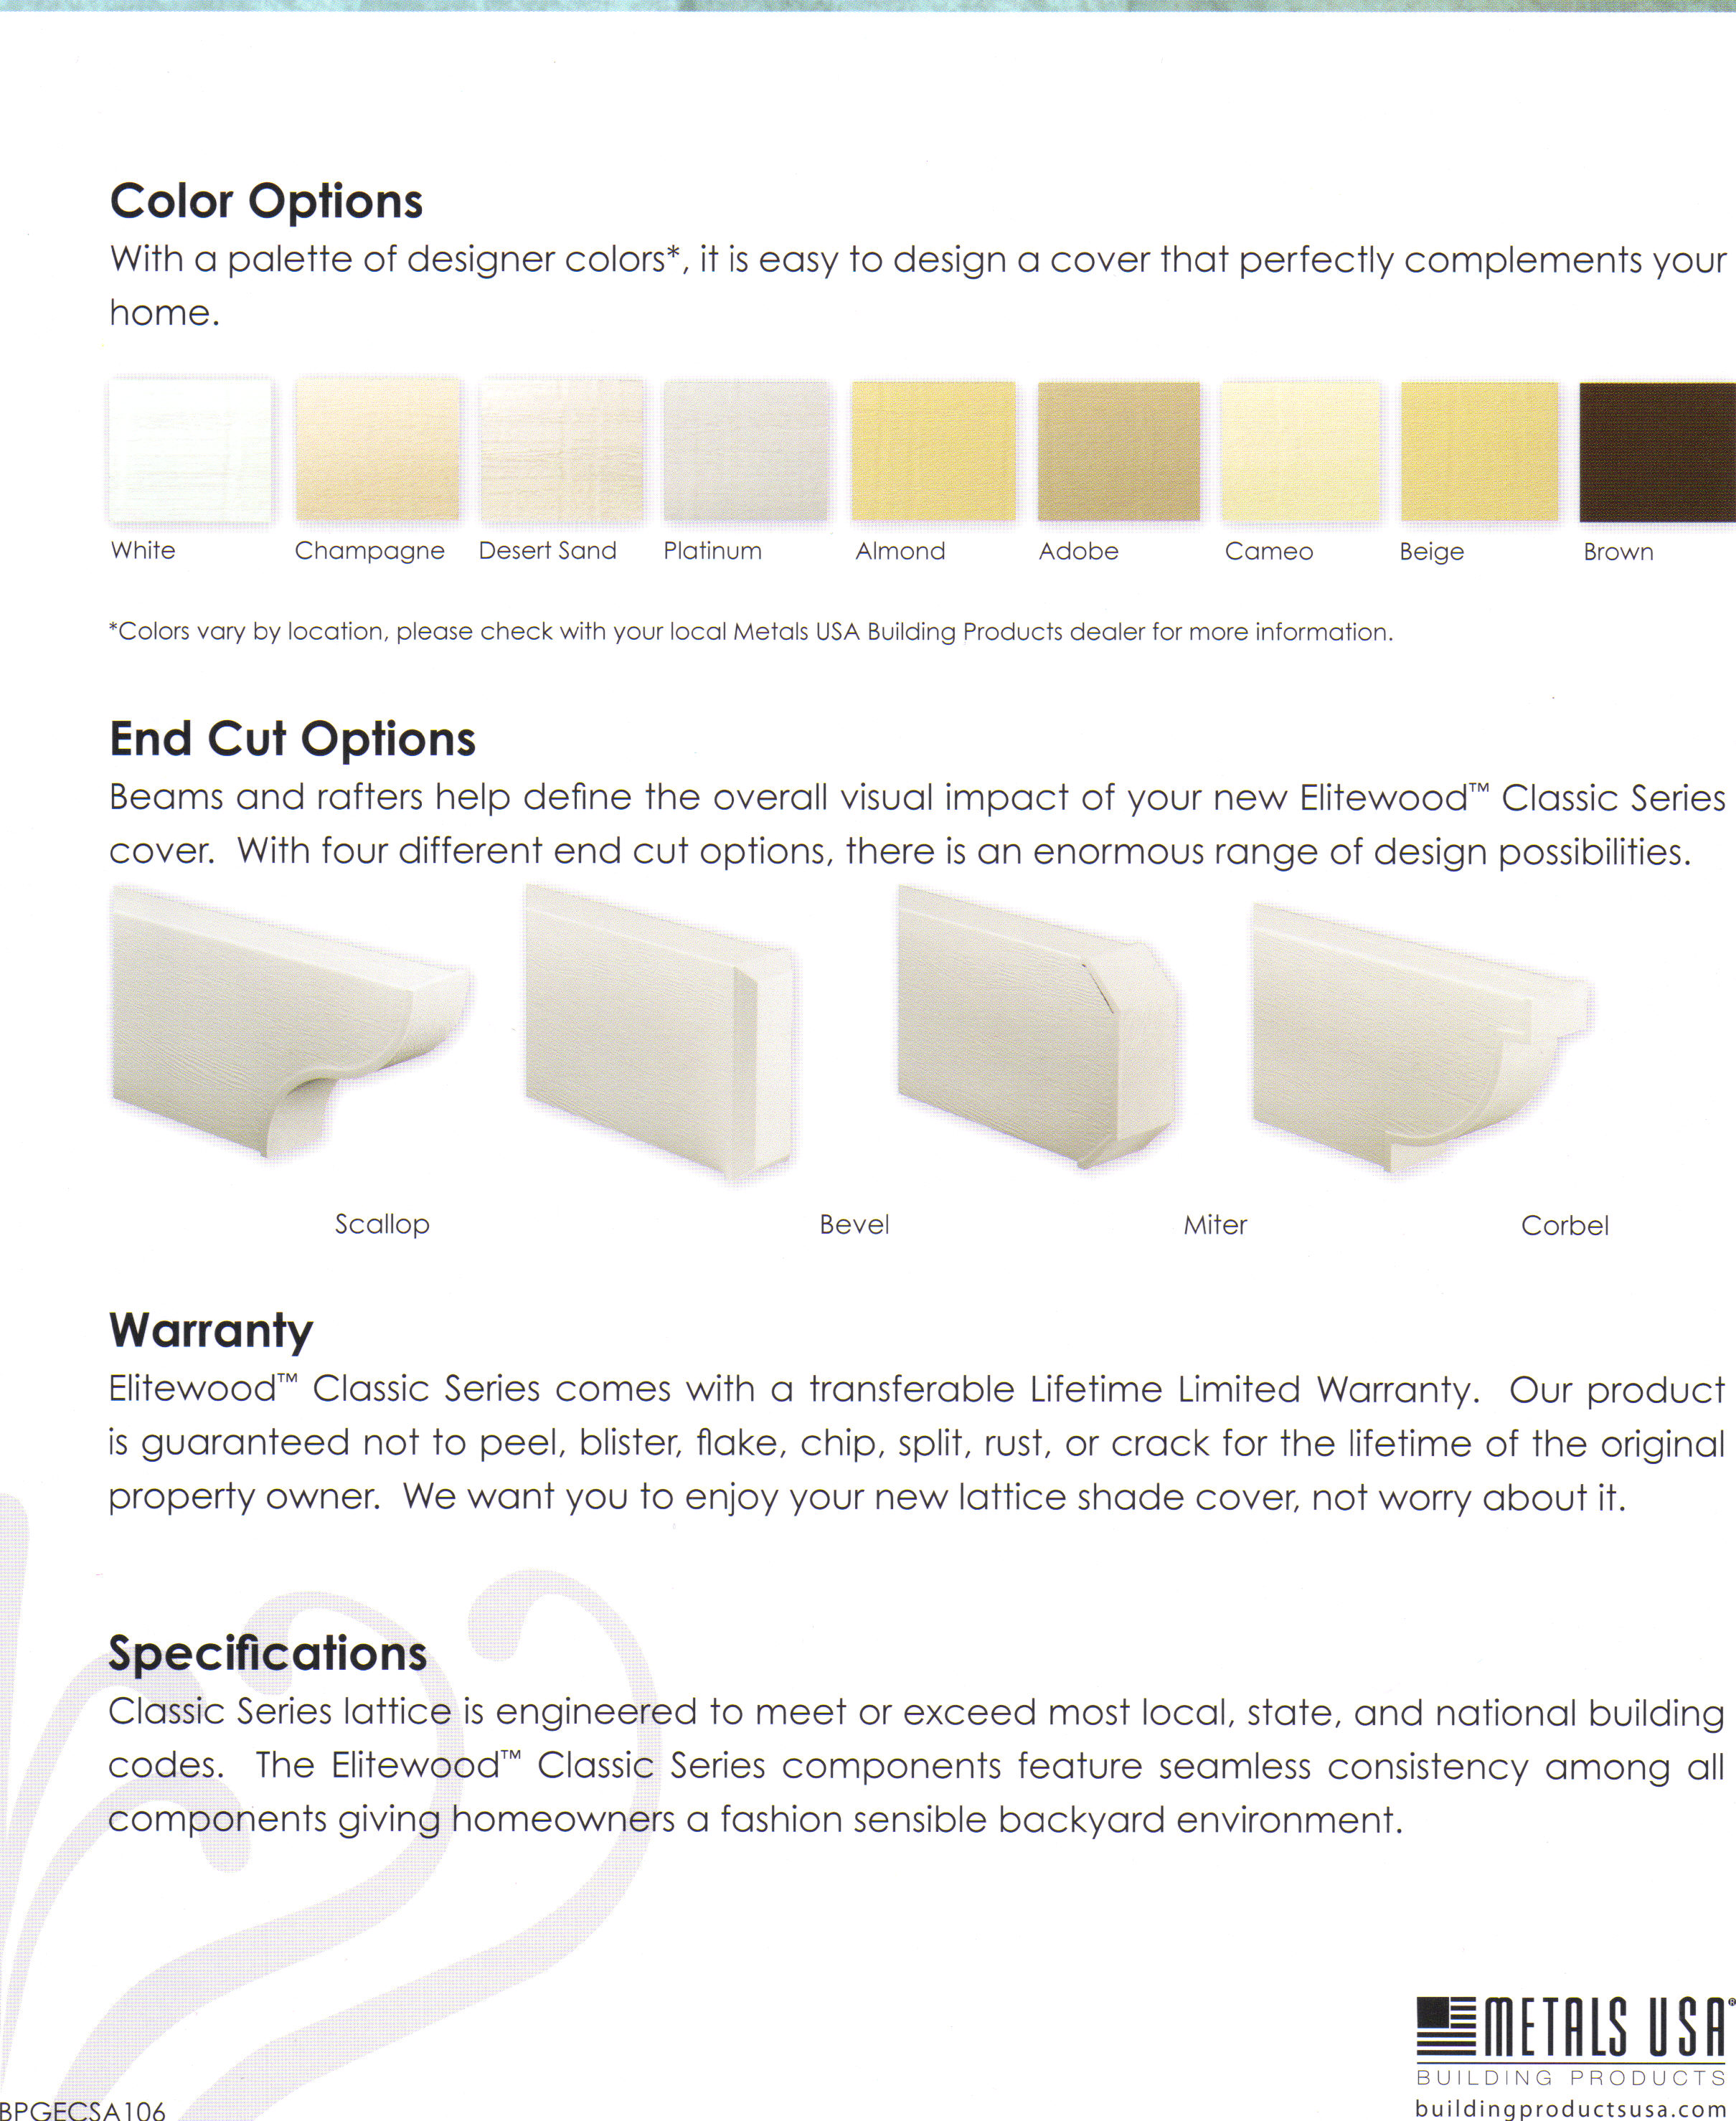 Color Options
With a palette of designer colors*, it is easy to design a cover that perfectly complements your
home.
White Champagne Desert Sand Platinum Almond Adobe Cameo Beige Brown
*Colors vary by location, please check with your local Metals USA Building Products dealer for more information.
End Cut Options
Beams and rafters help define the overall visual impact of your new Elitewood™ Classic Series
cover. With four different end cut options, there is an enormous range of design possibilities.
Scallop Bevel Miter Corbel
Warranty
Elitewood™ Classic Series comes with a transferable Lifetime Limited Warranty. Our product
is guaranteed not to peel, blister, flake, chip, split, rust, or crack for the lifetime of the original
property owner. We want you to enjoy your new lattice shade cover, not worry about it.
Specifications
Classic Series lattice is engineered to meet or exceed most local, state, and national building
codes. The Elitewood™ Classic Series components feature seamless consistency among all
components giving homeowners a fashion sensible backyard environment.
METALS USA®
BUILDING PRODUCTS
buildingproductsusa.com
BPGECSA106